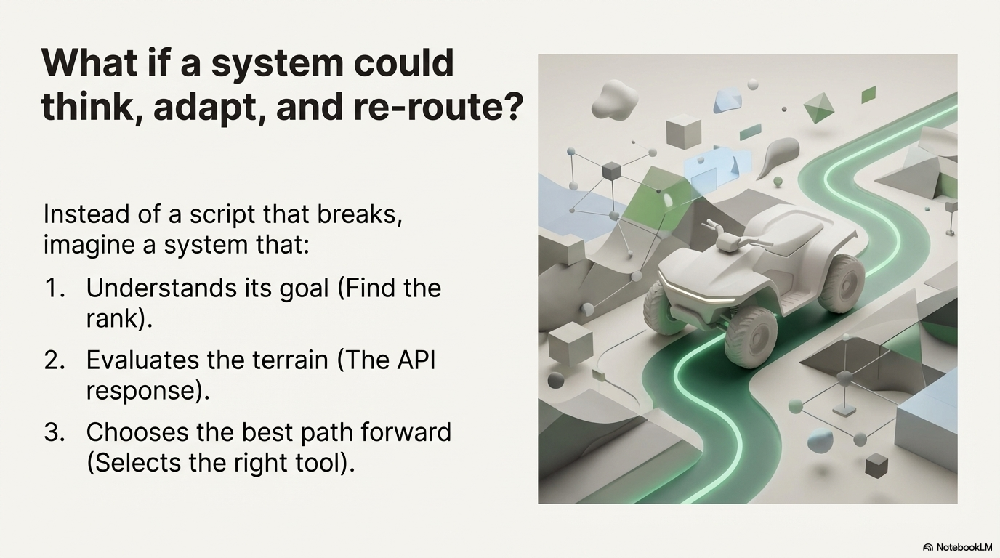 What if a system could
think, adapt, and re-route?
Instead of a script that breaks,
imagine a system that:
1. Understands its goal (Find the
rank).
2. Evaluates the terrain (The API
response).
3. Chooses the best path forward
(Selects the right tool).
NotebookLM